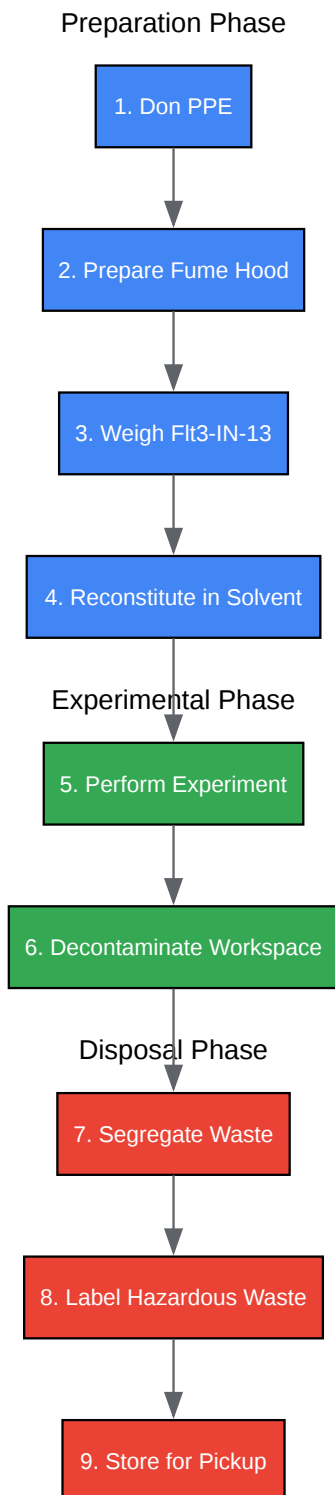 Preparation Phase
1. Don PPE
2. Prepare Fume Hood
3. Weigh Flt3-IN-13
4. Reconstitute in Solvent
Experimental Phase
5. Perform Experiment
6. Decontaminate Workspace
Disposal Phase
7. Segregate Waste
8. Label Hazardous Waste
9. Store for Pickup